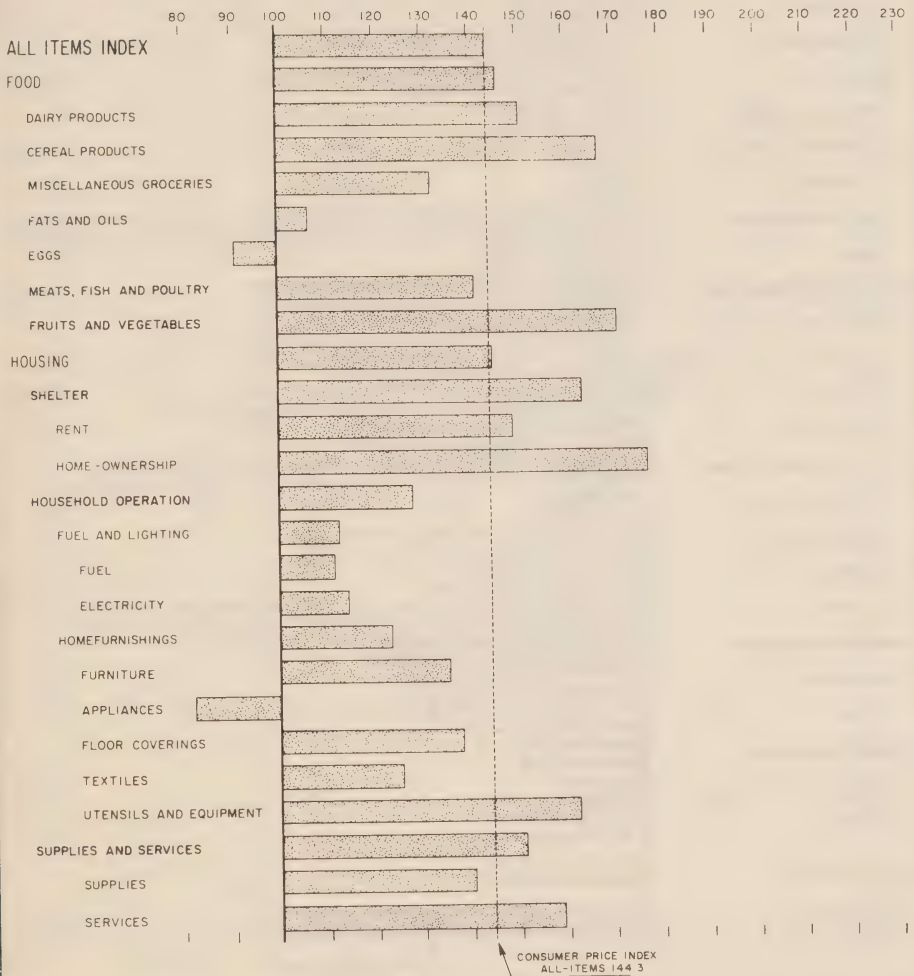 80 90 100 110 120 130 140 150 160 170 180 190 200 210 220 230
ALL ITEMS INDEX
FOOD
DAIRY PRODUCTS
CEREAL PRODUCTS
MISCELLANEOUS GROCERIES
FATS AND OILS
EGGS
MEATS, FISH AND POULTRY
FRUITS AND VEGETABLES
HOUSING
SHELTER
RENT
HOME-OWNERSHIP
HOUSEHOLD OPERATION
FUEL AND LIGHTING
FUEL
ELECTRICITY
HOMEFURNISHINGS
FURNITURE
APPLIANCES
FLOOR COVERINGS
TEXTILES
UTENSILS AND EQUIPMENT
SUPPLIES AND SERVICES
SUPPLIES
SERVICES
CONSUMER PRICE INDEX
ALL-ITEMS 144 3